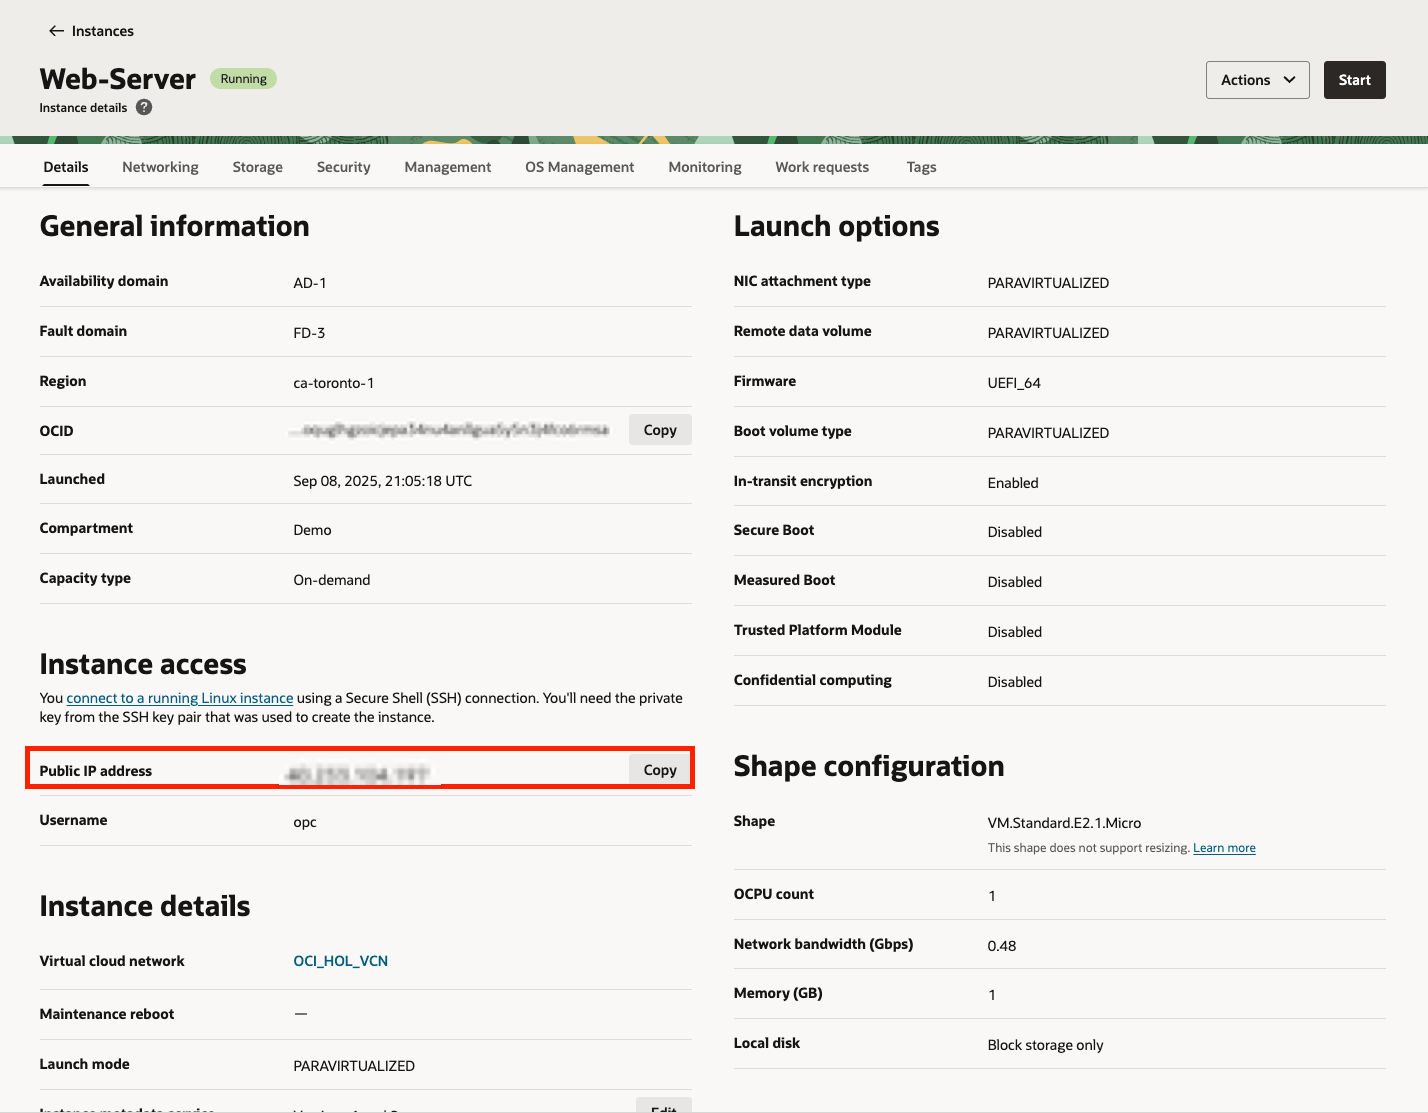 Instances
Web-Server Running
Instance details ?
Actions
Start
Details Networking Storage Security Management OS Management Monitoring Work requests Tags
General information
Availability domain AD-1
Fault domain FD-3
Region ca-toronto-1
OCID Copy
Launched Sep 08, 2025, 21:05:18 UTC
Compartment Demo
Capacity type On-demand
Instance access
You connect to a running Linux instance using a Secure Shell (SSH) connection. You'll need the private
key from the SSH key pair that was used to create the instance.
Public IP address Copy
Username opc
Instance details
Virtual cloud network OCI_HOL_VCN
Maintenance reboot —
Launch mode PARAVIRTUALIZED
Launch options
NIC attachment type PARAVIRTUALIZED
Remote data volume PARAVIRTUALIZED
Firmware UEFI_64
Boot volume type PARAVIRTUALIZED
In-transit encryption Enabled
Secure Boot Disabled
Measured Boot Disabled
Trusted Platform Module Disabled
Confidential computing Disabled
Shape configuration
Shape VM.Standard.E2.1.Micro
This shape does not support resizing. Learn more
OCPU count 1
Network bandwidth (Gbps) 0.48
Memory (GB) 1
Local disk Block storage only